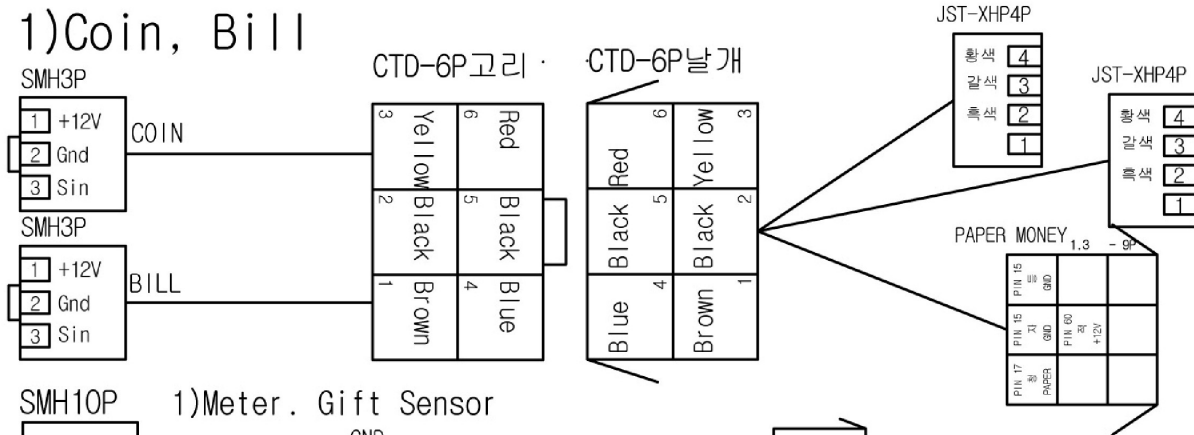 1)Coin, Bill
SMH3P
1 +12V
2 Gnd
3 Sin
COIN
SMH3P
1 +12V
2 Gnd
3 Sin
BILL
CTD-6P고리
3 Yellow
6 Red
2 Black
5 Black
1 Brown
4 Blue
CTD-6P날개
Red 6
Yellow 3
Black 5
Black 2
Blue 4
Brown 1
JST-XHP4P
황색 4
갈색 3
흑색 2
1
JST-XHP4P
황색 4
갈색 3
흑색 2
1
PAPER MONEY
1.3 - 9P
PIN 15
GND
PIN 15
자
GND
PIN 60
적
+12V
PIN 17
청
PAPER
SMH10P
1)Meter. Gift Sensor